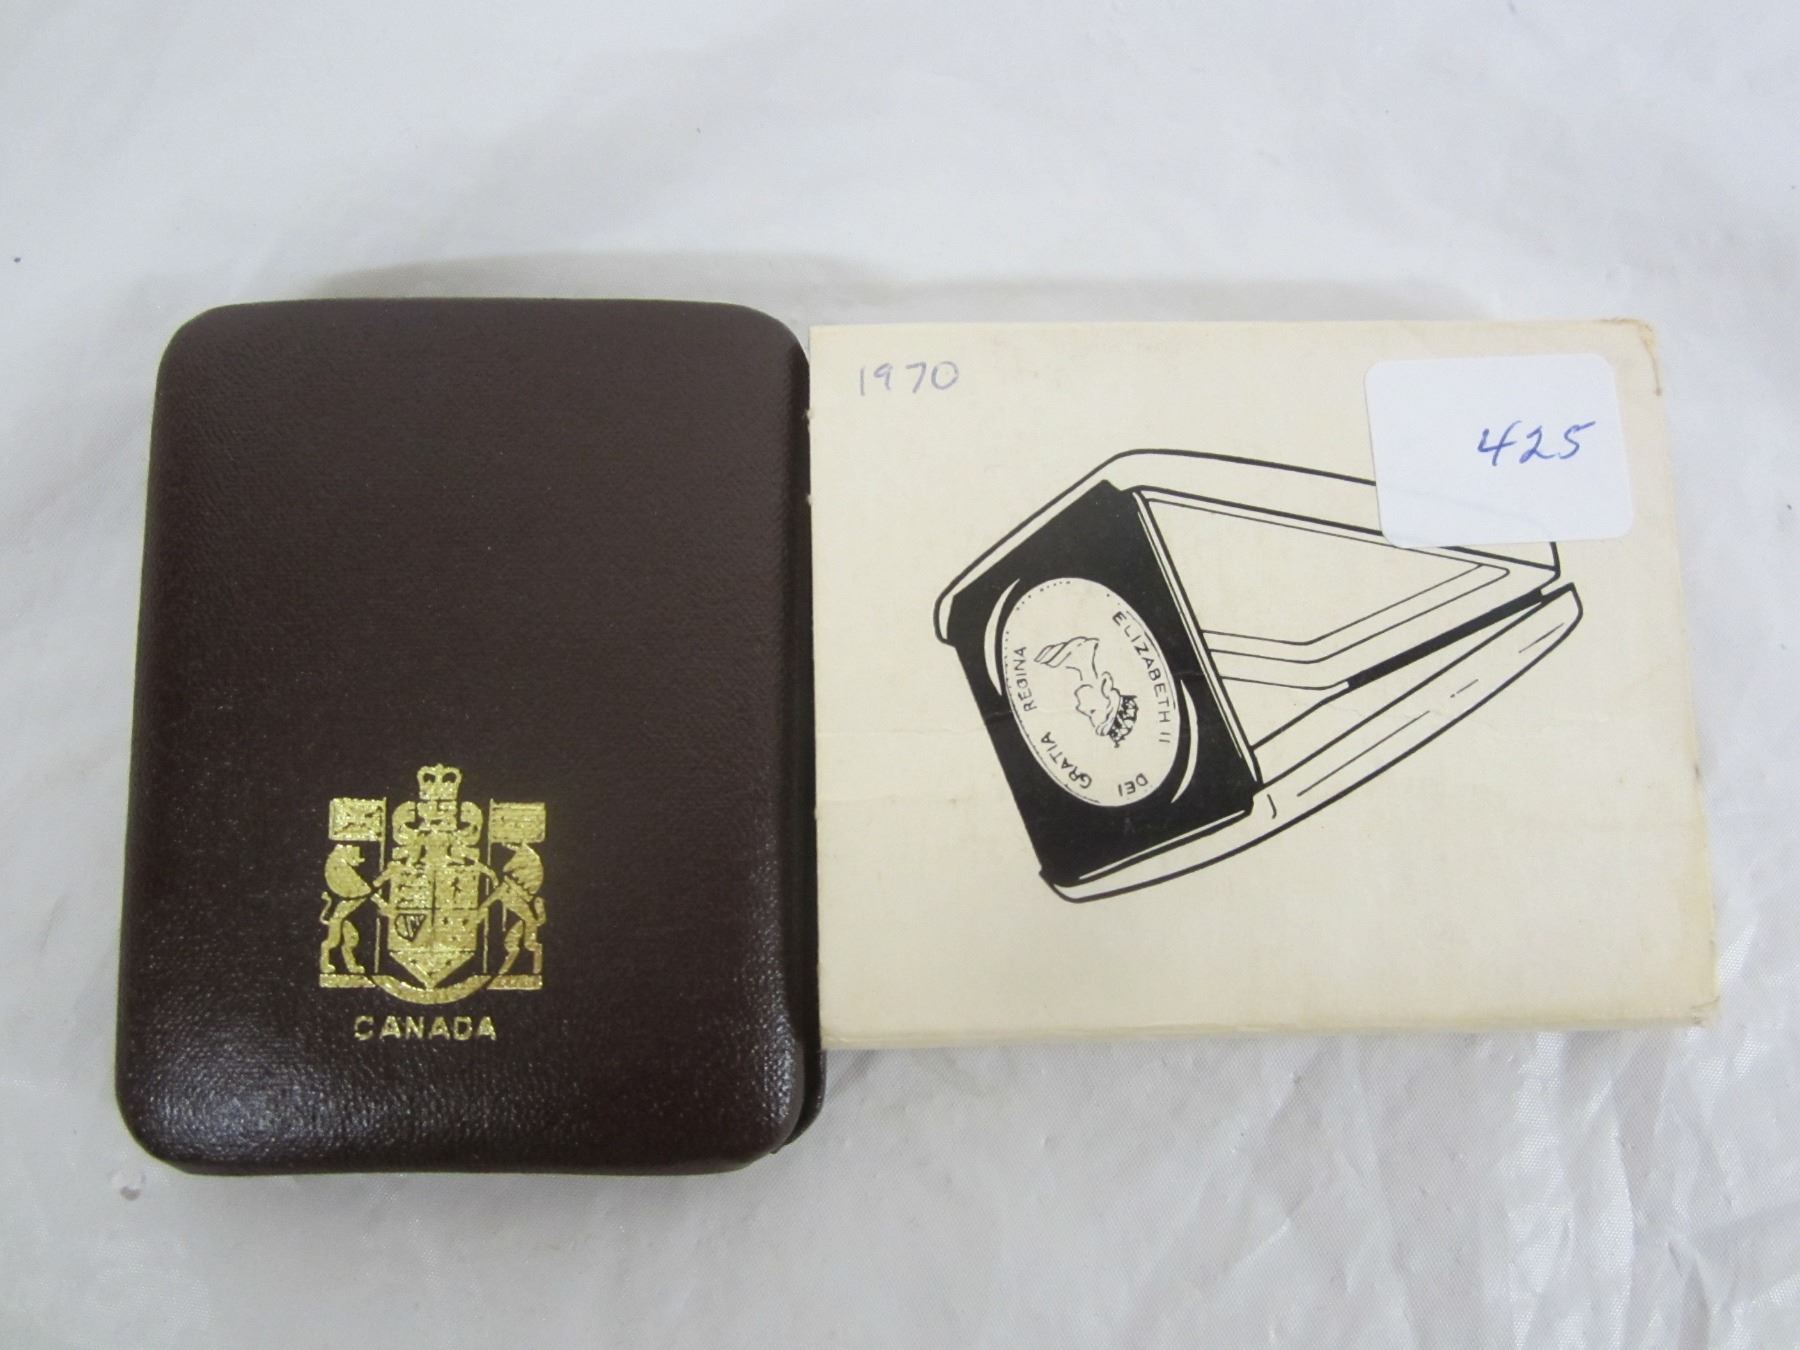 1970
425
ELIZABETH II
DEI GRATIA REGINA
CANADA